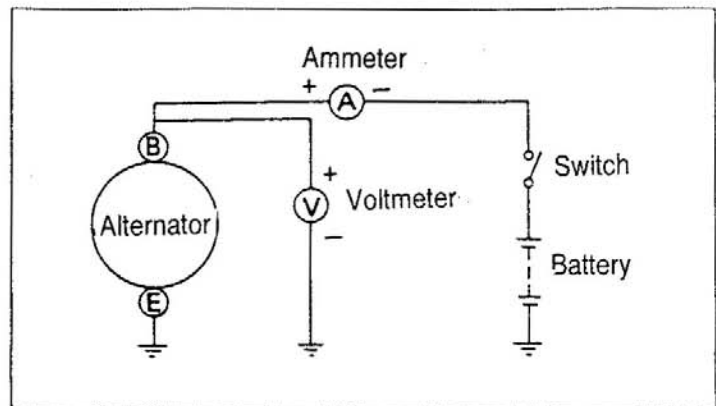 Ammeter
+ A −
B
+
Switch
Alternator
V
Voltmeter
−
Battery
E